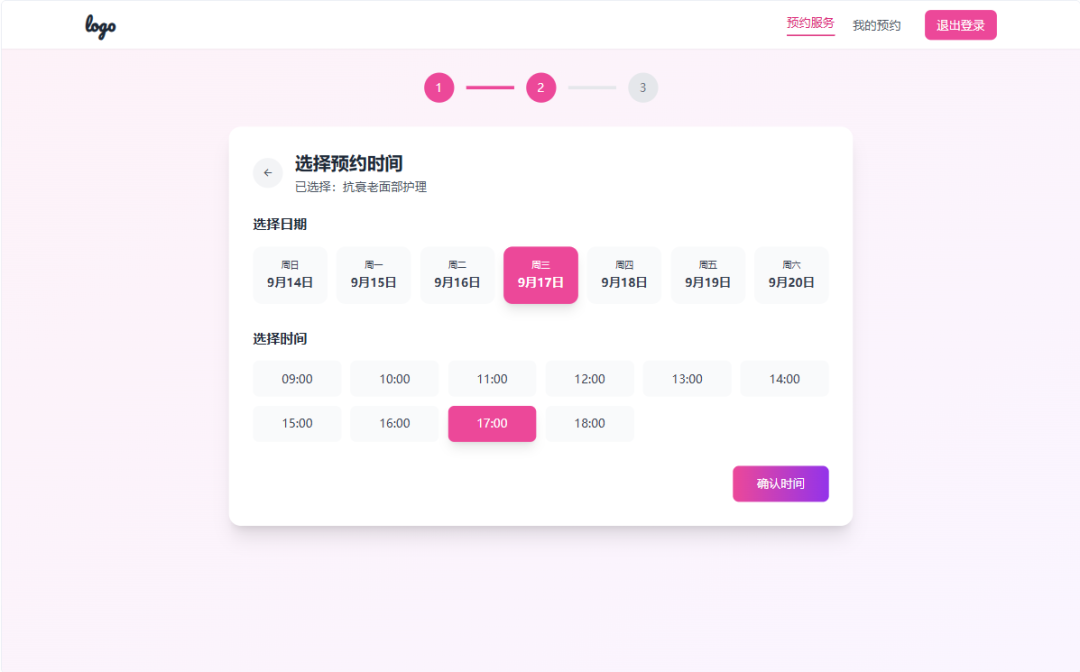 logo
预约服务 我的预约 退出登录
1 2 3
←
选择预约时间
已选择：抗衰老面部护理
选择日期
周日 周一 周二 周三 周四 周五 周六
9月14日 9月15日 9月16日 9月17日 9月18日 9月19日 9月20日
选择时间
09:00 10:00 11:00 12:00 13:00 14:00
15:00 16:00 17:00 18:00
确认时间